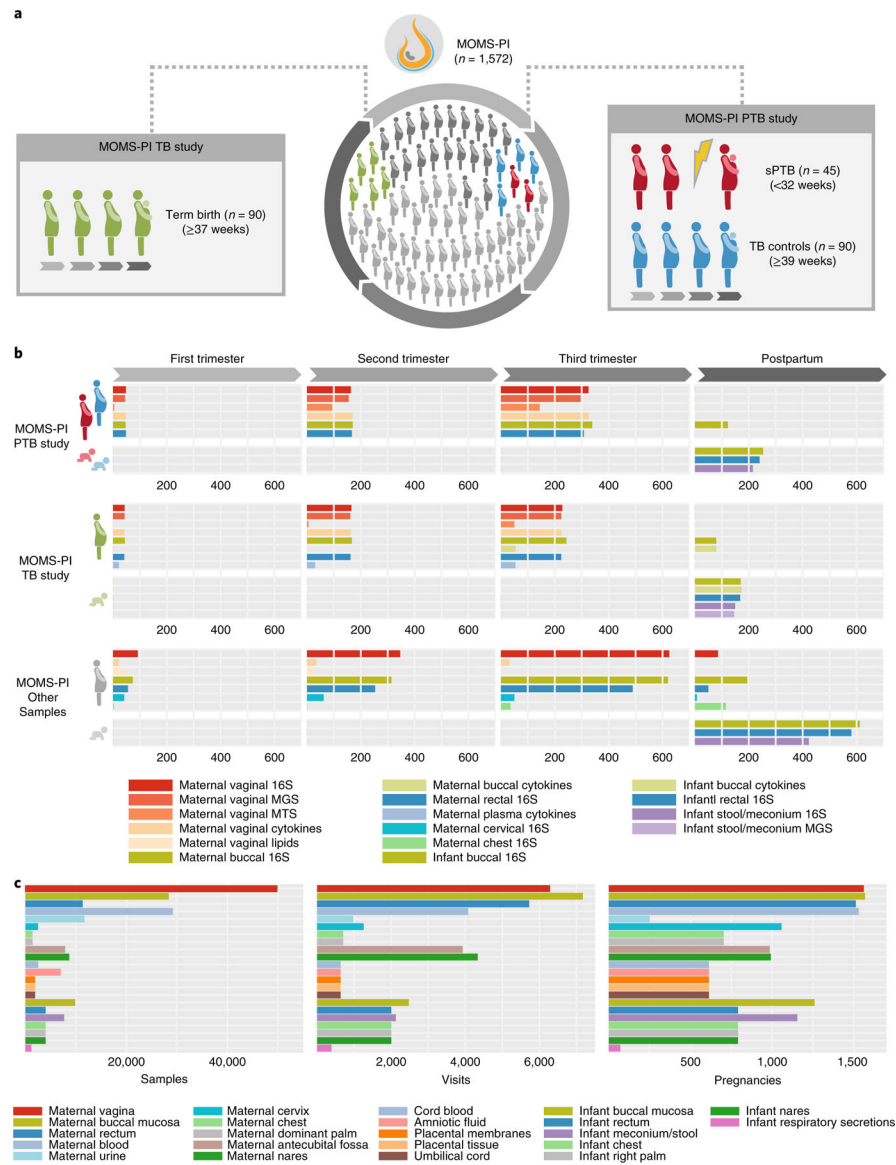 a
MOMS-PI
(n = 1,572)
MOMS-PI TB study
Term birth (n = 90)
(≥37 weeks)
MOMS-PI PTB study
sPTB (n = 45)
(<32 weeks)
TB controls (n = 90)
(≥39 weeks)
b
First trimester
Second trimester
Third trimester
Postpartum
MOMS-PI
PTB study
200 400 600 200 400 600 200 400 600 200 400 600
MOMS-PI
TB study
200 400 600 200 400 600 200 400 600 200 400 600
MOMS-PI
Other
Samples
200 400 600 200 400 600 200 400 600 200 400 600
Maternal vaginal 16S
Maternal vaginal MGS
Maternal vaginal MTS
Maternal vaginal cytokines
Maternal vaginal lipids
Maternal buccal 16S
Maternal buccal cytokines
Maternal rectal 16S
Maternal plasma cytokines
Maternal cervical 16S
Maternal chest 16S
Infant buccal 16S
Infant buccal cytokines
Infantl rectal 16S
Infant stool/meconium 16S
Infant stool/meconium MGS
c
20,000 40,000
Samples
2,000 6,000
Visits
500 1,000 1,500
Pregnancies
Maternal vagina
Maternal buccal mucosa
Maternal rectum
Maternal blood
Maternal urine
Maternal cervix
Maternal chest
Maternal dominant palm
Maternal antecubital fossa
Maternal nares
Cord blood
Amniotic fluid
Placental membranes
Placental tissue
Umbilical cord
Infant buccal mucosa
Infant rectum
Infant meconium/stool
Infant chest
Infant right palm
Infant nares
Infant respiratory secretions